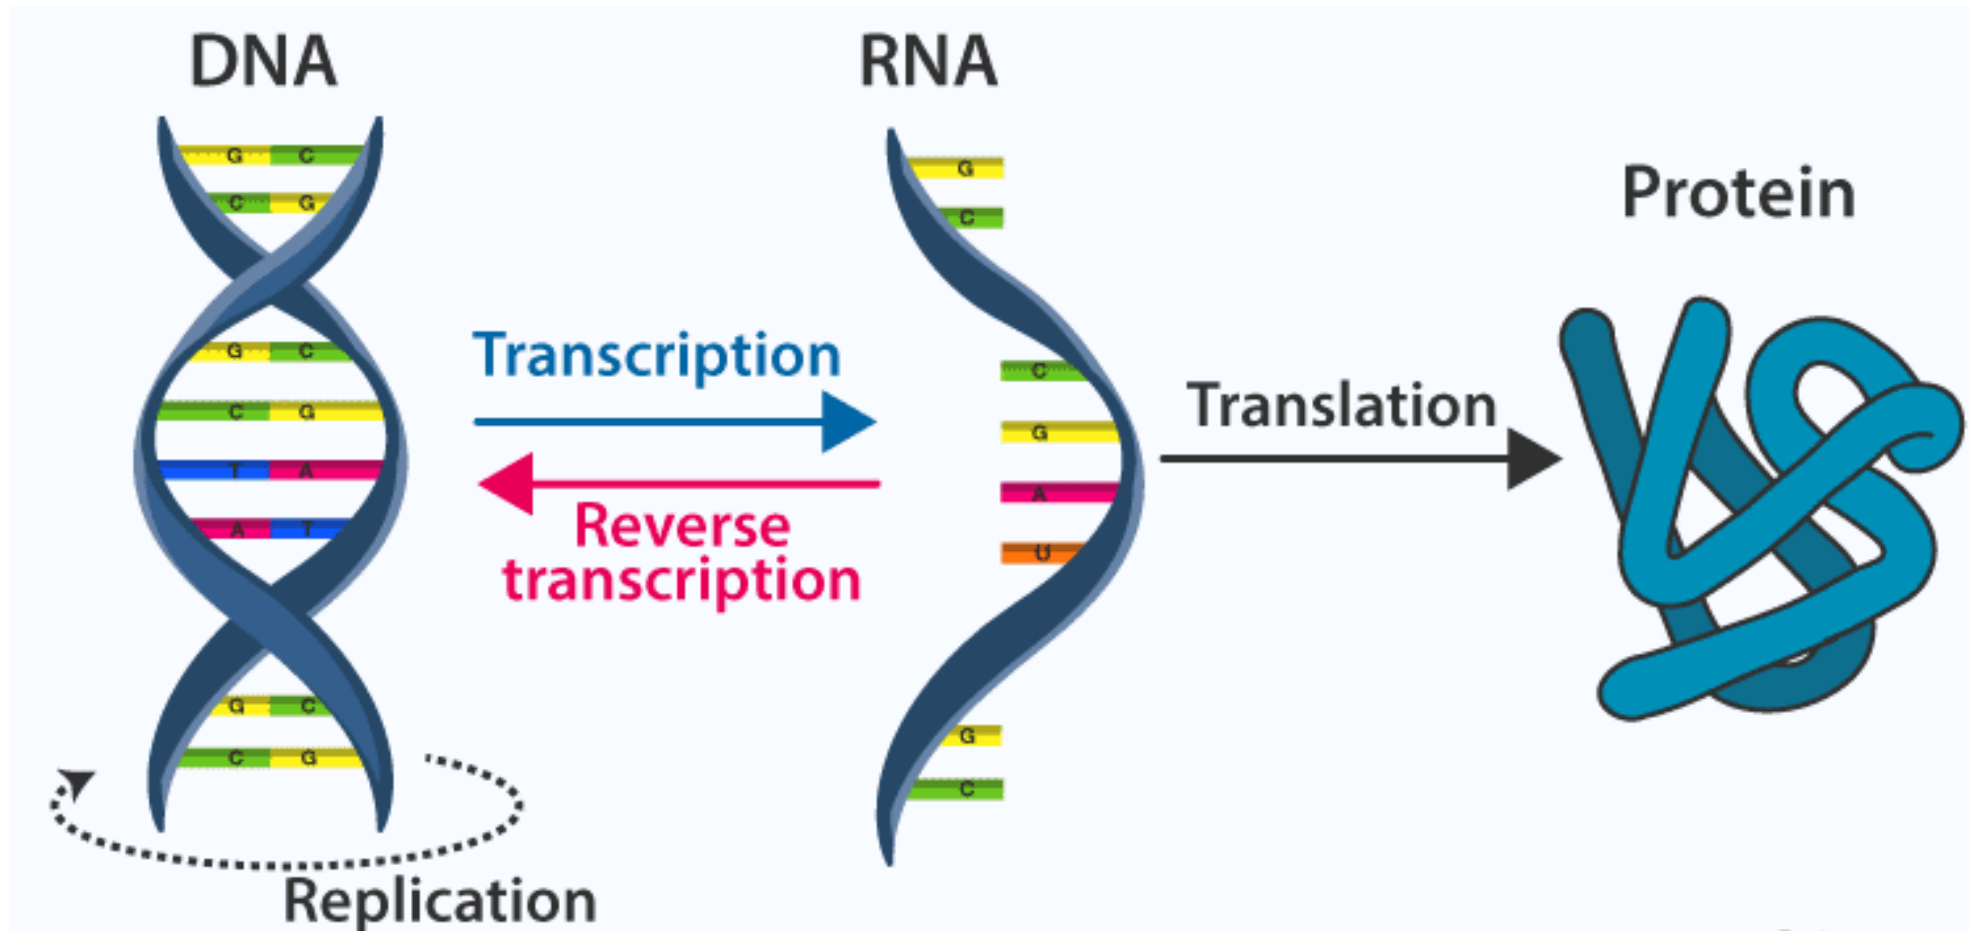 DNA
RNA
Protein
G C
C G
G C
C G
T A
A T
G C
C G
Transcription
Reverse
transcription
G
C
C
G
A
U
G
C
Translation
Replication